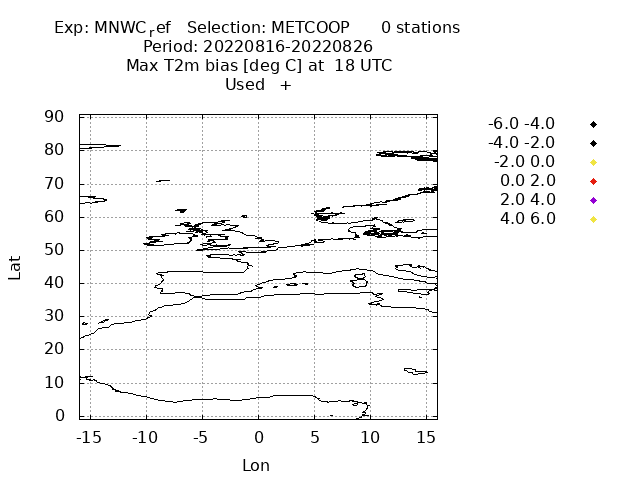 Exp: MNWCref   Selection: METCOOP      0 stations
Period: 20220816-20220826
Max T2m bias [deg C] at  18 UTC
Used   +
90
80
70
60
50
40
30
20
10
0
-15 -10 -5 0 5 10 15
Lat
Lon
-6.0 -4.0
-4.0 -2.0
-2.0 0.0
0.0 2.0
2.0 4.0
4.0 6.0